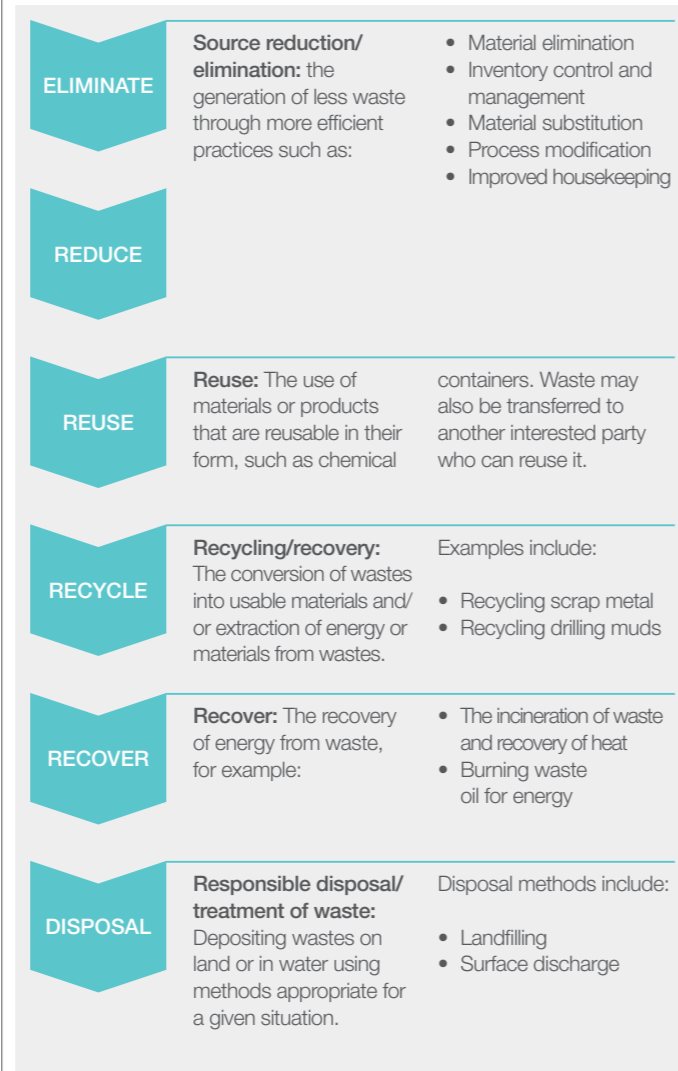 ELIMINATE
Source reduction/
elimination: the
generation of less waste
through more efficient
practices such as:
• Material elimination
• Inventory control and
management
• Material substitution
• Process modification
• Improved housekeeping
REDUCE
REUSE
Reuse: The use of
materials or products
that are reusable in their
form, such as chemical
containers. Waste may
also be transferred to
another interested party
who can reuse it.
RECYCLE
Recycling/recovery:
The conversion of wastes
into usable materials and/
or extraction of energy or
materials from wastes.
Examples include:
• Recycling scrap metal
• Recycling drilling muds
RECOVER
Recover: The recovery
of energy from waste,
for example:
• The incineration of waste
and recovery of heat
• Burning waste
oil for energy
DISPOSAL
Responsible disposal/
treatment of waste:
Depositing wastes on
land or in water using
methods appropriate for
a given situation.
Disposal methods include:
• Landfilling
• Surface discharge